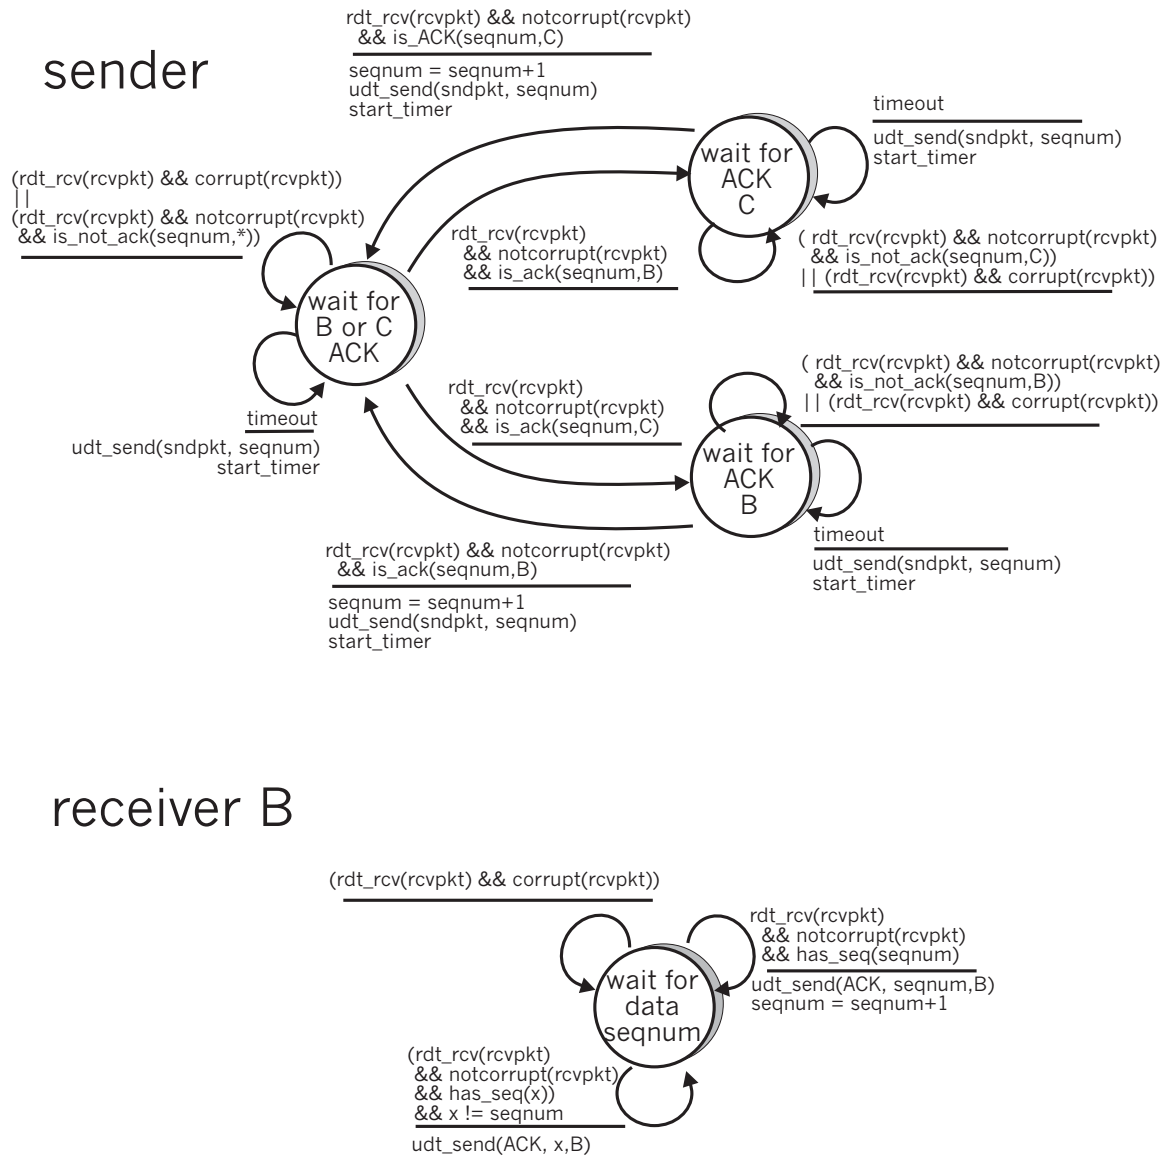 sender
rdt_rcv(rcvpkt) && notcorrupt(rcvpkt)
&& is_ACK(seqnum,C)
seqnum = seqnum+1
udt_send(sndpkt, seqnum)
start_timer
wait for
ACK
C
timeout
udt_send(sndpkt, seqnum)
start_timer
(rdt_rcv(rcvpkt) && corrupt(rcvpkt))
||
(rdt_rcv(rcvpkt) && notcorrupt(rcvpkt)
&& is_not_ack(seqnum,*))
rdt_rcv(rcvpkt)
&& notcorrupt(rcvpkt)
&& is_ack(seqnum,B)
( rdt_rcv(rcvpkt) && notcorrupt(rcvpkt)
&& is_not_ack(seqnum,C))
|| (rdt_rcv(rcvpkt) && corrupt(rcvpkt))
wait for
B or C
ACK
timeout
udt_send(sndpkt, seqnum)
start_timer
rdt_rcv(rcvpkt)
&& notcorrupt(rcvpkt)
&& is_ack(seqnum,C)
( rdt_rcv(rcvpkt) && notcorrupt(rcvpkt)
&& is_not_ack(seqnum,B))
|| (rdt_rcv(rcvpkt) && corrupt(rcvpkt))
wait for
ACK
B
timeout
udt_send(sndpkt, seqnum)
start_timer
rdt_rcv(rcvpkt) && notcorrupt(rcvpkt)
&& is_ack(seqnum,B)
seqnum = seqnum+1
udt_send(sndpkt, seqnum)
start_timer
receiver B
(rdt_rcv(rcvpkt) && corrupt(rcvpkt))
rdt_rcv(rcvpkt)
&& notcorrupt(rcvpkt)
&& has_seq(seqnum)
udt_send(ACK, seqnum,B)
seqnum = seqnum+1
wait for
data
seqnum
(rdt_rcv(rcvpkt)
&& notcorrupt(rcvpkt)
&& has_seq(x))
&& x != seqnum
udt_send(ACK, x,B)